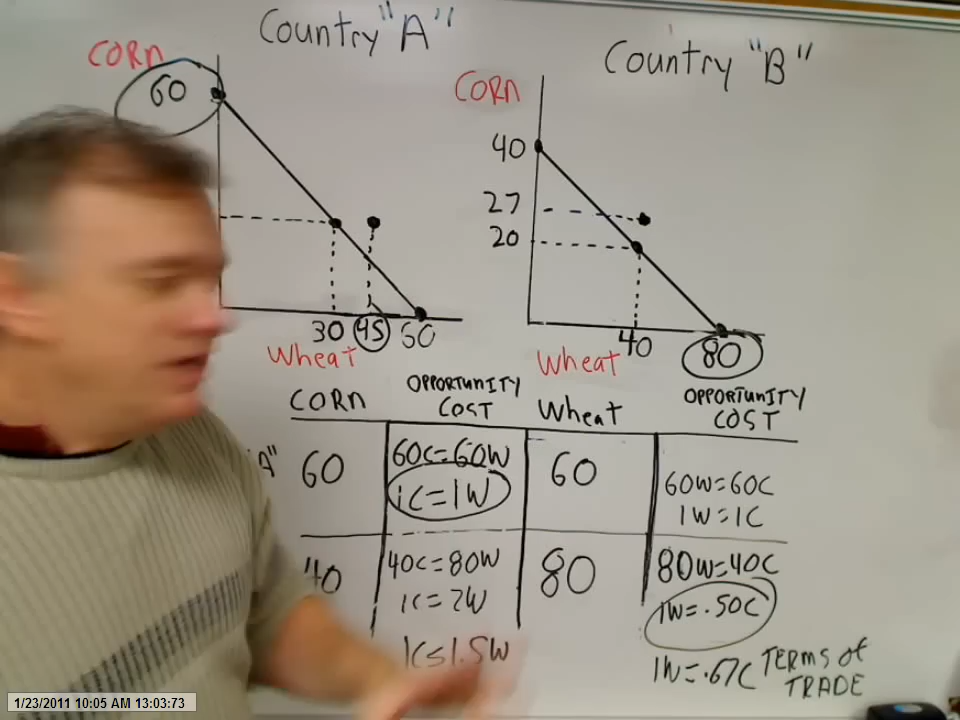 Country "A"
CORN
60
30 45 60
Wheat
Country "B"
CORN
40
27
20
40 80
Wheat
CORN OPPORTUNITY COST Wheat OPPORTUNITY COST
"A" 60 60C=60W 60 60W=60C
1C=1W 1W=1C
40 40C=80W 80 80W=40C
1C=2W 1W=.50C
1C=1.5W 1W=.67C TERMS OF
TRADE
1/23/2011 10:05 AM 13:03:73